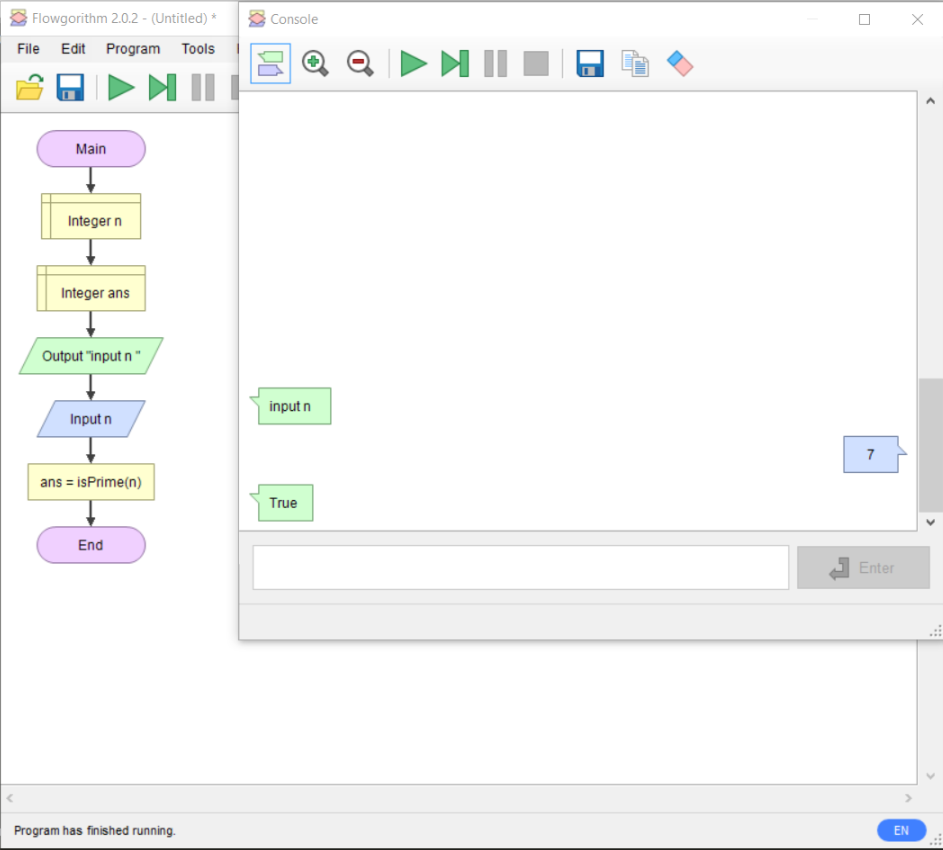 Flowgorithm 2.0.2 - (Untitled) *
File Edit Program Tools
Main
Integer n
Integer ans
Output "input n "
Input n
ans = isPrime(n)
End
Console
input n
7
True
Enter
Program has finished running.
EN